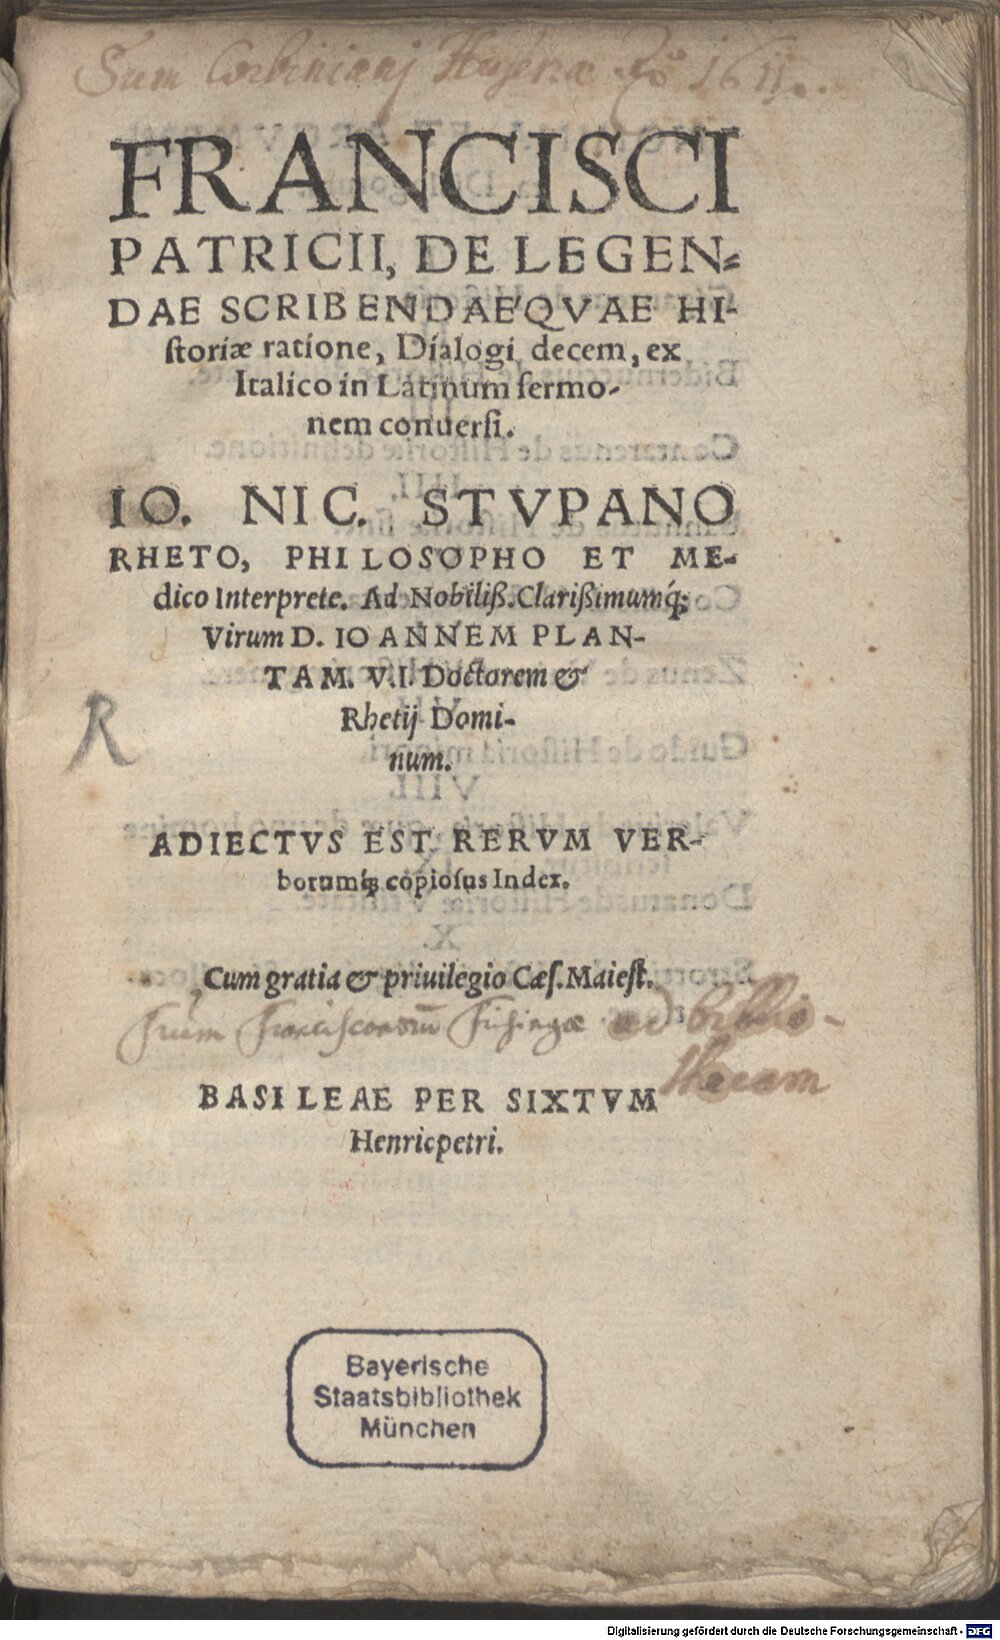 Sum Corbiniani 1611.
FRANCISCI
PATRICII, DE LEGEN-
DAE SCRIBENDAE'QVAE HI-
ſtoriæ ratione, Dialogi decem, ex
Italico in Latinum ſermo-
nem conuerſi.
IO. NIC. STVPANO
RHETO, PHILOSOPHO ET ME-
dico Interprete. Ad Nobiliß. Clarißimumq́;
Virum D. IOANNEM PLAN-
TAM. V.I. Doctorem &
Rhetij Domi-
num.
R
ADIECTVS EST RERVM VER-
borumq́; copioſus Index.
Cum gratia & priuilegio Cæſ. Maieſt.
ad biblio-
thecam
BASILEAE PER SIXTVM
Henricpetri.
Bayerische
Staatsbibliothek
München
Digitalisierung gefördert durch die Deutsche Forschungsgemeinschaft - DFG